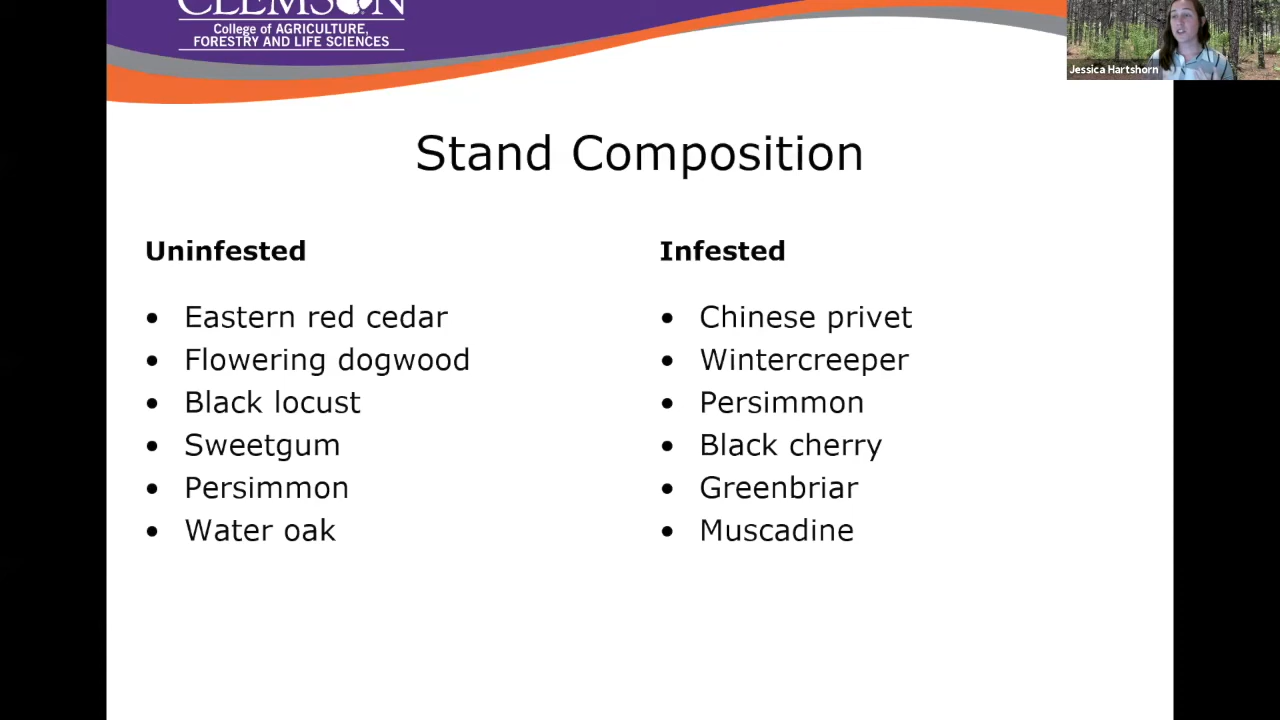 CLEMSON
College of AGRICULTURE,
FORESTRY AND LIFE SCIENCES
Jessica Hartshorn
Stand Composition
Uninfested
• Eastern red cedar
• Flowering dogwood
• Black locust
• Sweetgum
• Persimmon
• Water oak
Infested
• Chinese privet
• Wintercreeper
• Persimmon
• Black cherry
• Greenbriar
• Muscadine